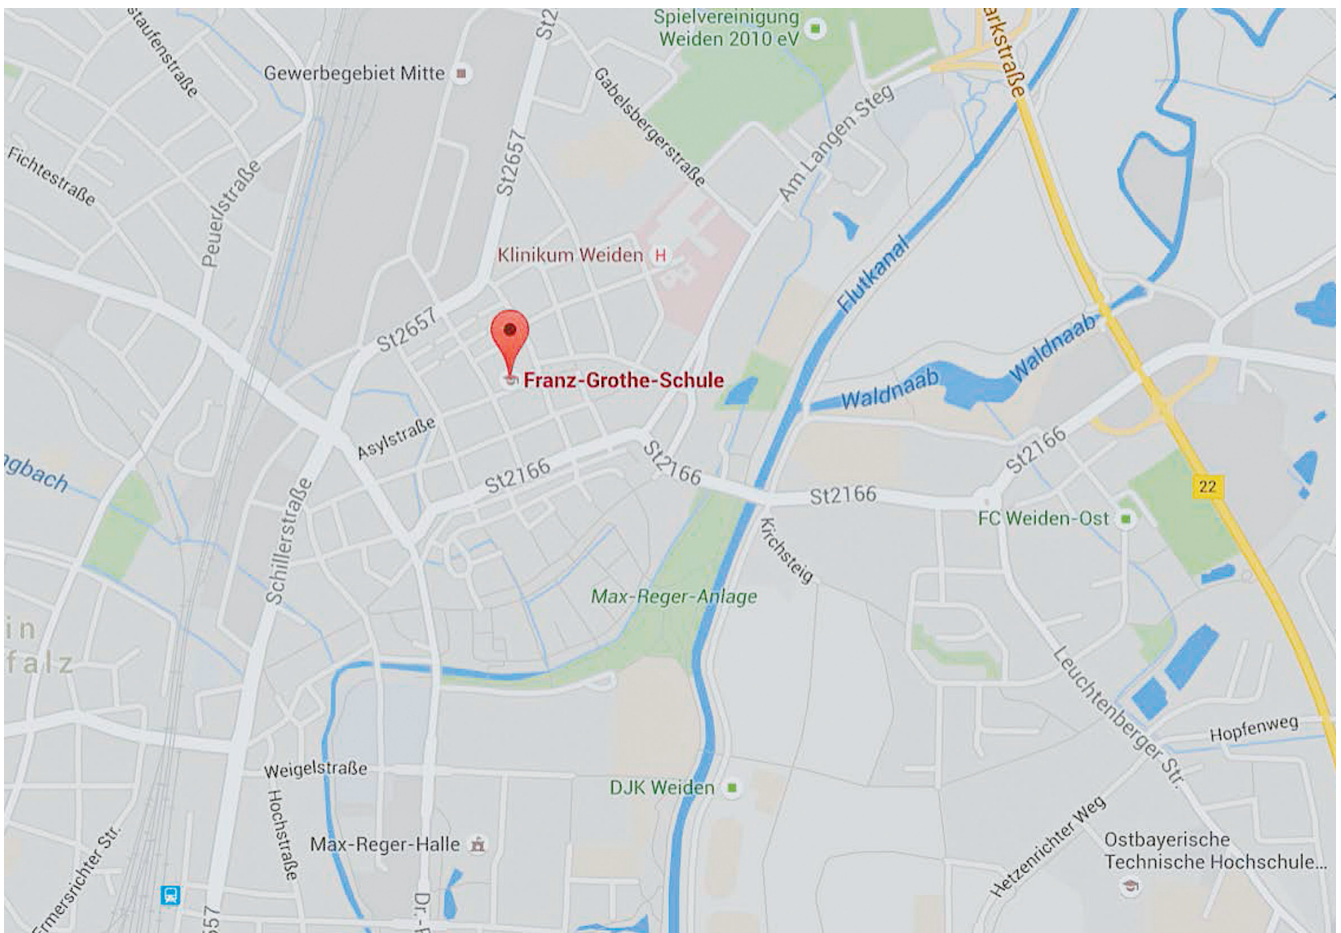 staufenstraße
St2
Spielvereinigung
Weiden 2010 eV
arkstraße
Gewerbegebiet Mitte
Gabelsbergerstraße
Am Langen Steg
Fichtestraße
Peuerlstraße
St2657
Klinikum Weiden H
Flutkanal
St2657
Waldnaab
Waldnaab
Franz-Grothe-Schule
Asylstraße
St2166
St2166
St2166
St2166
ngbach
22
Schillerstraße
FC Weiden-Ost
Kirchsteig
Max-Reger-Anlage
in
falz
Leuchtenberger Str.
Hopfenweg
Weigelstraße
DJK Weiden
Hochstraße
Max-Reger-Halle
Hetzenrichter Weg
Ostbayerische
Technische Hochschule...
Ermersrichter Str.
57
Dr.-